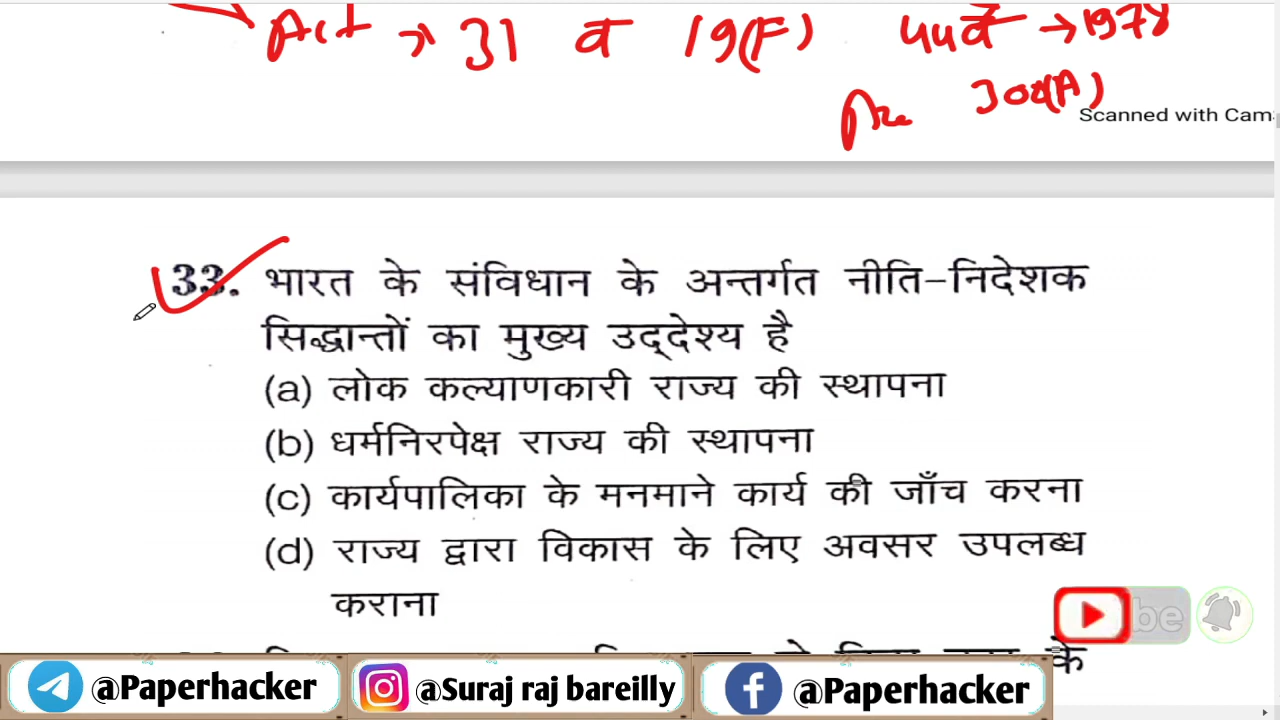 Act → 31 व 19(F) 44वें → 1978
300(A)
Scanned with Cam
33. भारत के संविधान के अन्तर्गत नीति-निदेशक
सिद्धान्तों का मुख्य उद्देश्य है
(a) लोक कल्याणकारी राज्य की स्थापना
(b) धर्मनिरपेक्ष राज्य की स्थापना
(c) कार्यपालिका के मनमाने कार्य की जाँच करना
(d) राज्य द्वारा विकास के लिए अवसर उपलब्ध
कराना
be
के
@Paperhacker
@Suraj raj bareilly
@Paperhacker